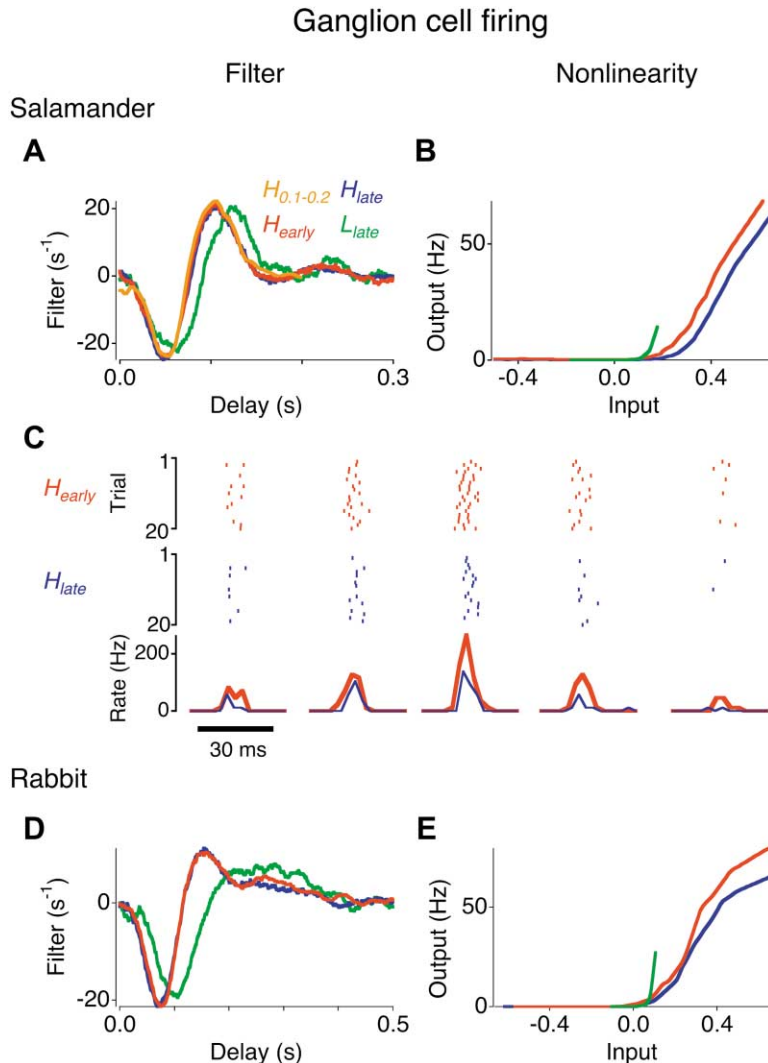 Ganglion cell firing
Filter Nonlinearity
Salamander
A B
H0.1-0.2 Hlate
Hearly Llate
20
0
-20
Filter (s-1)
0.0 0.3
Delay (s)
50
0
Output (Hz)
-0.4 0.0 0.4
Input
C
Hearly
1
Trial
20
Hlate
1
20
200
0
Rate (Hz)
30 ms
Rabbit
D E
0
-20
Filter (s-1)
0.0 0.5
Delay (s)
50
0
Output (Hz)
-0.4 0.0 0.4
Input